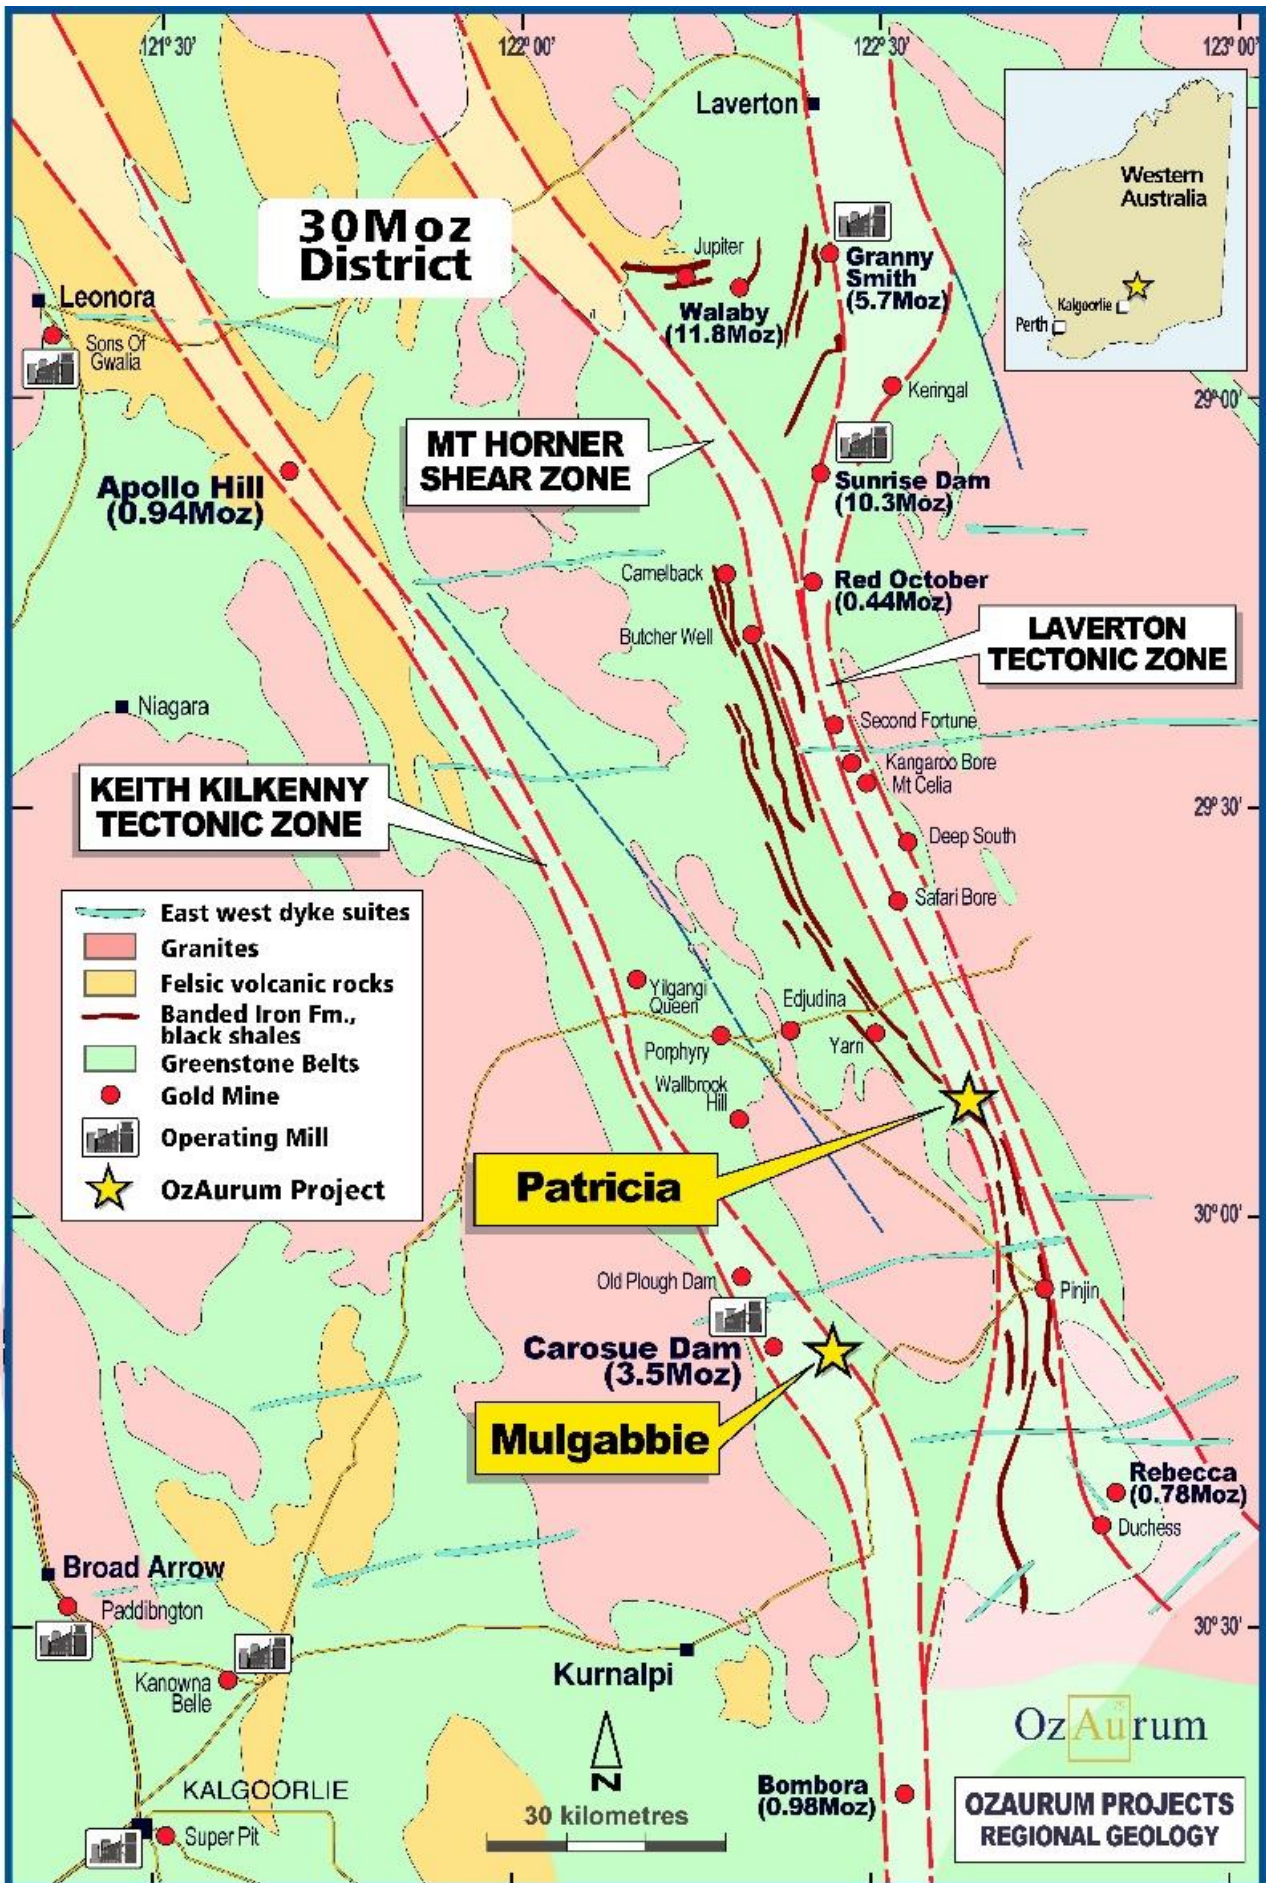 121° 30'
122° 00'
122° 30'
123° 00'
Laverton
Western
Australia
Kalgoorlie
Perth
30Moz
District
Jupiter
Granny
Smith
(5.7Moz)
Walaby
(11.8Moz)
Leonora
Sons Of
Gwalia
Keringal
29° 00'
MT HORNER
SHEAR ZONE
Sunrise Dam
(10.3Moz)
Apollo Hill
(0.94Moz)
Camelback
Red October
(0.44Moz)
Butcher Well
LAVERTON
TECTONIC ZONE
Niagara
Second Fortune
Kangaroo Bore
Mt Celia
KEITH KILKENNY
TECTONIC ZONE
29° 30'
Deep South
Safari Bore
East west dyke suites
Granites
Felsic volcanic rocks
Banded Iron Fm.,
black shales
Greenstone Belts
Gold Mine
Operating Mill
OzAurum Project
Yilgangi
Queen
Edjudina
Porphyry
Yarri
Wallbrook
Hill
Patricia
30° 00'
Old Plough Dam
Pinjin
Carosue Dam
(3.5Moz)
Mulgabbie
Rebecca
(0.78Moz)
Duchess
Broad Arrow
Paddibngton
30° 30'
Kanowna
Belle
Kurnalpi
OzAurum
KALGOORLIE
N
30 kilometres
Bombora
(0.98Moz)
OZAURUM PROJECTS
REGIONAL GEOLOGY
Super Pit